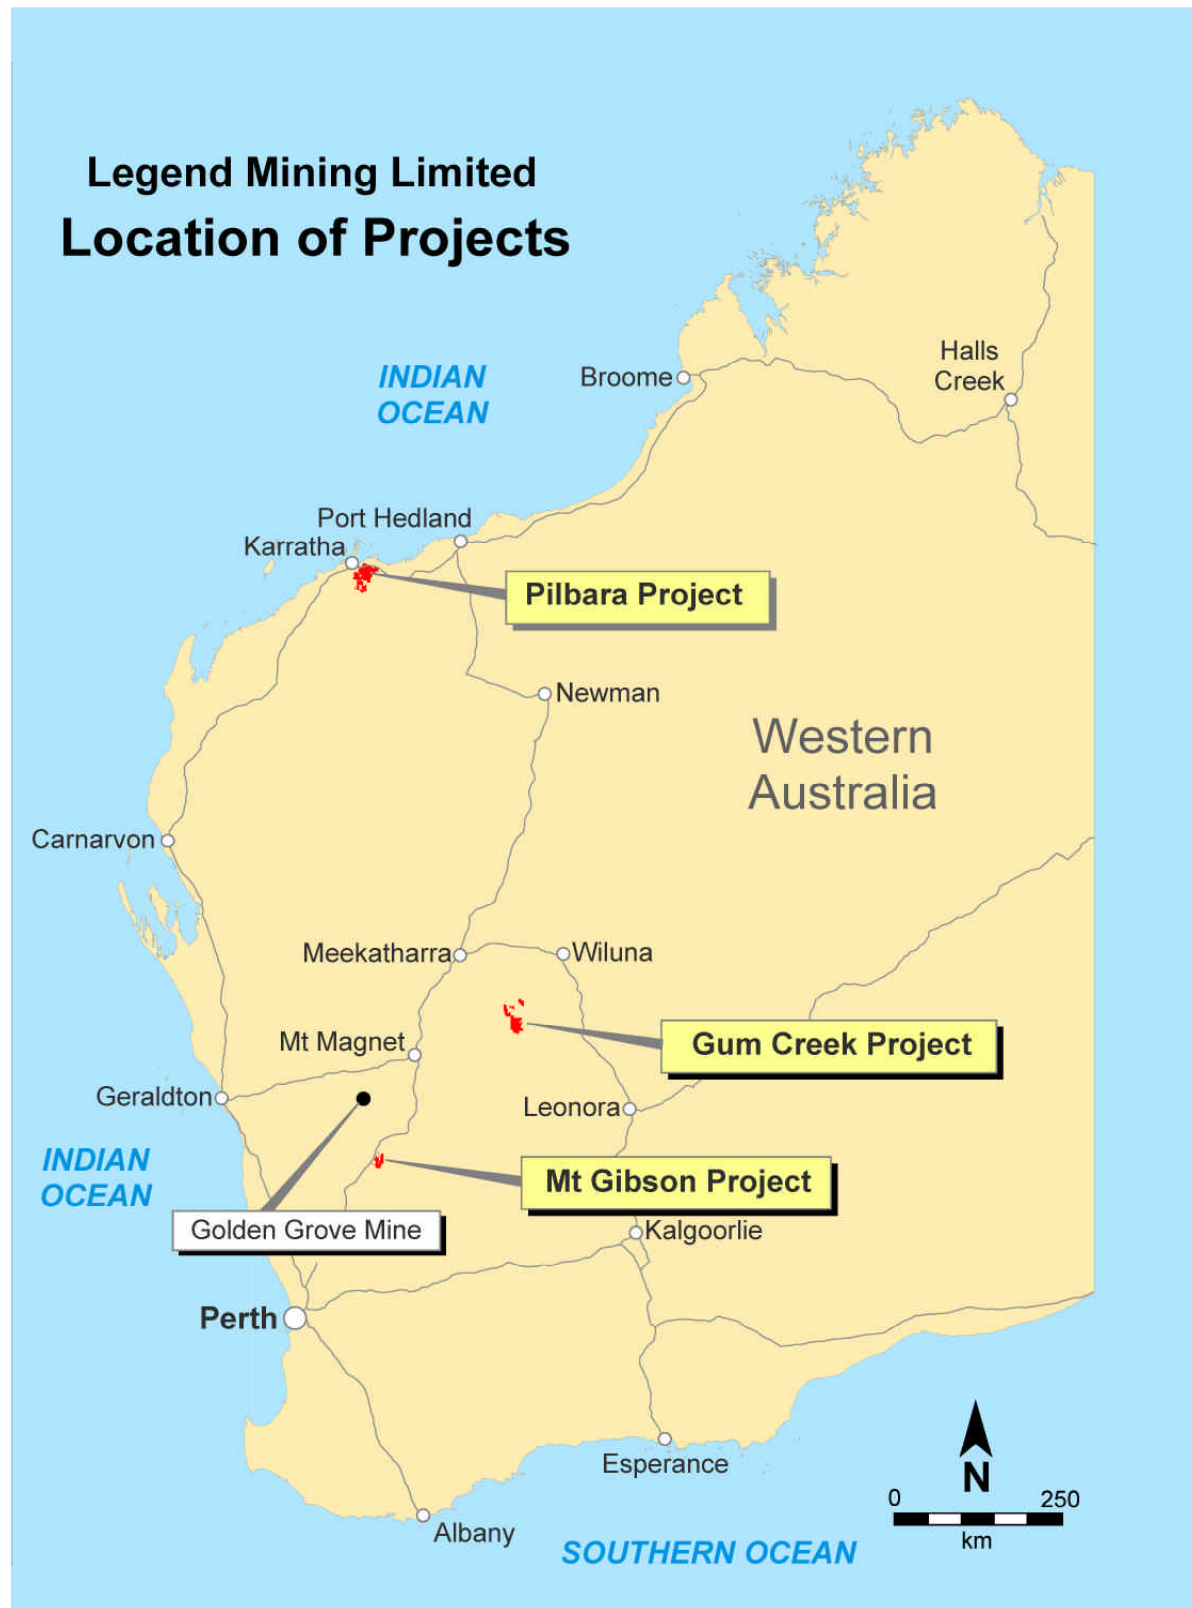 Legend Mining Limited
Location of Projects
INDIAN
OCEAN
Broome
Halls
Creek
Port Hedland
Karratha
Pilbara Project
Newman
Western
Australia
Carnarvon
Meekatharra
Wiluna
Mt Magnet
Gum Creek Project
Geraldton
Leonora
INDIAN
OCEAN
Mt Gibson Project
Golden Grove Mine
Kalgoorlie
Perth
Esperance
N
0 250
km
Albany
SOUTHERN OCEAN